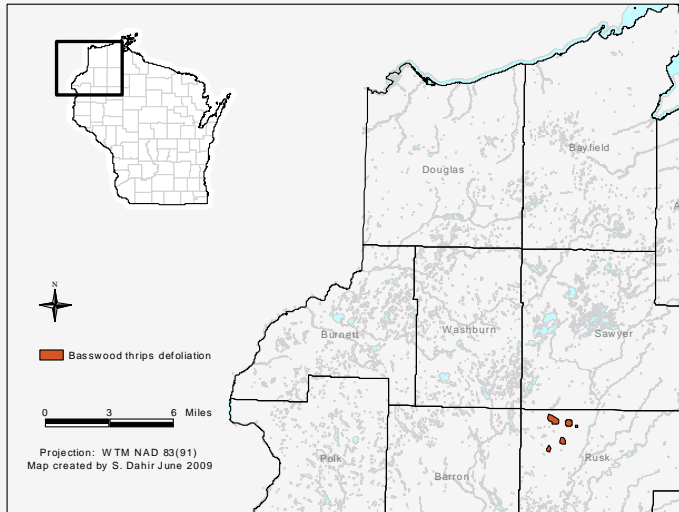 Douglas
Bayfield
A
N
Burnett
Washburn
Sawyer
Basswood thrips defoliation
0 3 6 Miles
Projection: WTM NAD 83(91)
Map created by S. Dahir June 2009
Polk
Barron
Rusk